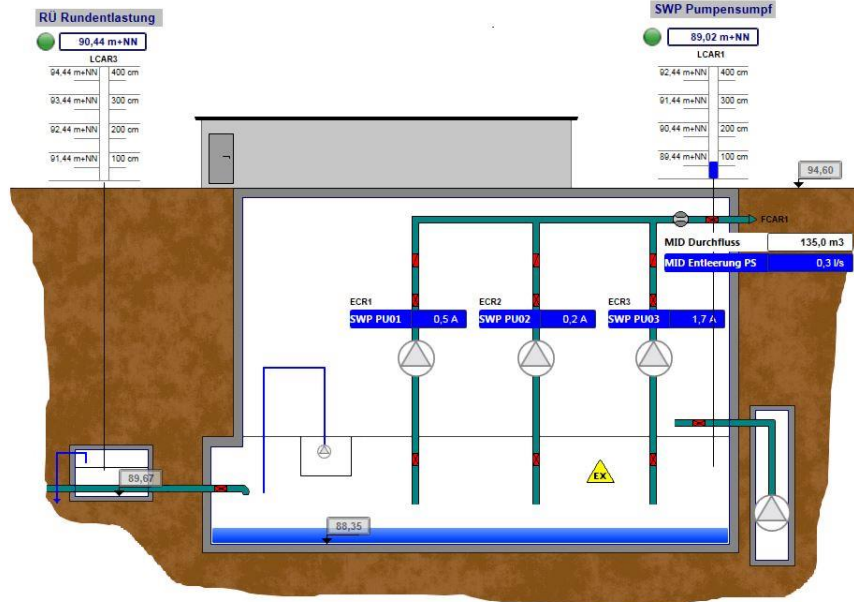 RÜ Rundentlastung
90,44 m+NN
LCAR3
94,44 m+NN 400 cm
93,44 m+NN 300 cm
92,44 m+NN 200 cm
91,44 m+NN 100 cm
SWP Pumpensumpf
89,02 m+NN
LCAR1
92,44 m+NN 400 cm
91,44 m+NN 300 cm
90,44 m+NN 200 cm
89,44 m+NN 100 cm
94,60
FCAR1
MID Durchfluss 135,0 m3
MID Entleerung PS 0,3 l/s
ECR1
SWP PU01 0,5 A
ECR2
SWP PU02 0,2 A
ECR3
SWP PU03 1,7 A
89,67
EX
88,35